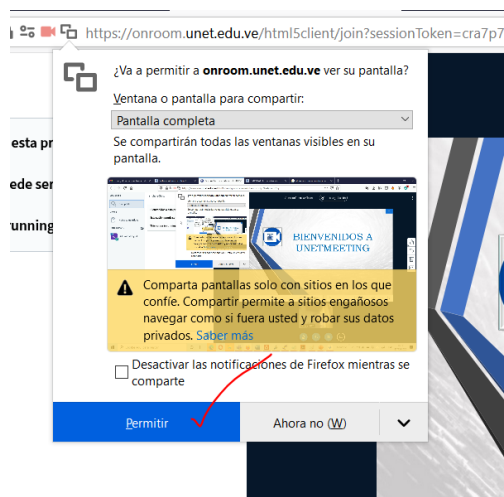 https://onroom.unet.edu.ve/html5client/join?sessionToken=cra7p7
¿Va a permitir a onroom.unet.edu.ve ver su pantalla?
Ventana o pantalla para compartir:
Pantalla completa
Se compartirán todas las ventanas visibles en su
pantalla.
esta pr
ede ser
running
BIENVENIDOS A
UNETMEETING
Comparta pantallas solo con sitios en los que
confíe. Compartir permite a sitios engañosos
navegar como si fuera usted y robar sus datos
privados. Saber más
Desactivar las notificaciones de Firefox mientras se
comparte
Permitir
Ahora no (W)